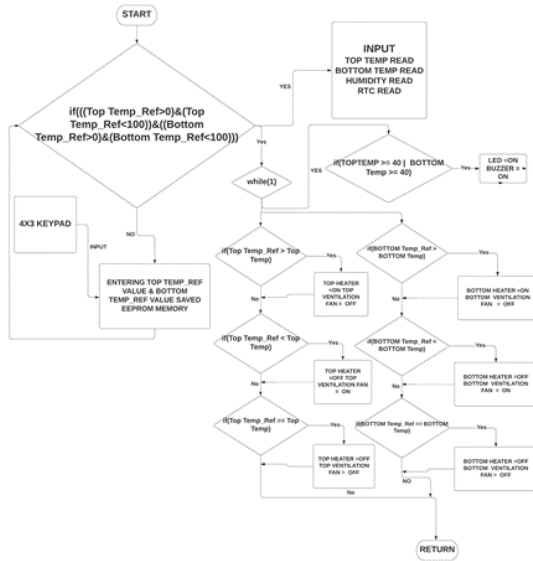 START
INPUT
TOP TEMP READ
BOTTOM TEMP READ
HUMIDITY READ
RTC READ
YES
if(((Top Temp_Ref>0)&(Top
Temp_Ref<100))&((Bottom
Temp_Ref>0)&(Bottom Temp_Ref<100)))
Yes
YES
if(TOPTEMP >= 40 | BOTTOM
Temp >= 40)
Yes
LED =ON
BUZZER =
ON
while(1)
4X3 KEYPAD
INPUT
NO
ENTERING TOP TEMP_REF
VALUE & BOTTOM
TEMP_REF VALUE SAVED
EEPROM MEMORY
if(Top Temp_Ref > Top
Temp)
Yes
TOP HEATER
=ON TOP
VENTILATION
FAN = OFF
No
if(BOTTOM Temp_Ref >
BOTTOM Temp)
Yes
BOTTOM HEATER=ON
BOTTOM VENTILATION
FAN = OFF
No
if(Top Temp_Ref < Top
Temp)
Yes
TOP HEATER
=OFF TOP
VENTILATION FAN
= ON
No
if(BOTTOM Temp_Ref <
BOTTOM Temp)
Yes
BOTTOM HEATER=OFF
BOTTOM VENTILATION
FAN = ON
No
if(Top Temp_Ref == Top
Temp)
Yes
TOP HEATER =OFF
TOP VENTILATION
FAN = OFF
No
if(BOTTOM Temp_Ref == BOTTOM
Temp)
Yes
BOTTOM HEATER =OFF
BOTTOM VENTILATION
FAN = OFF
NO
RETURN